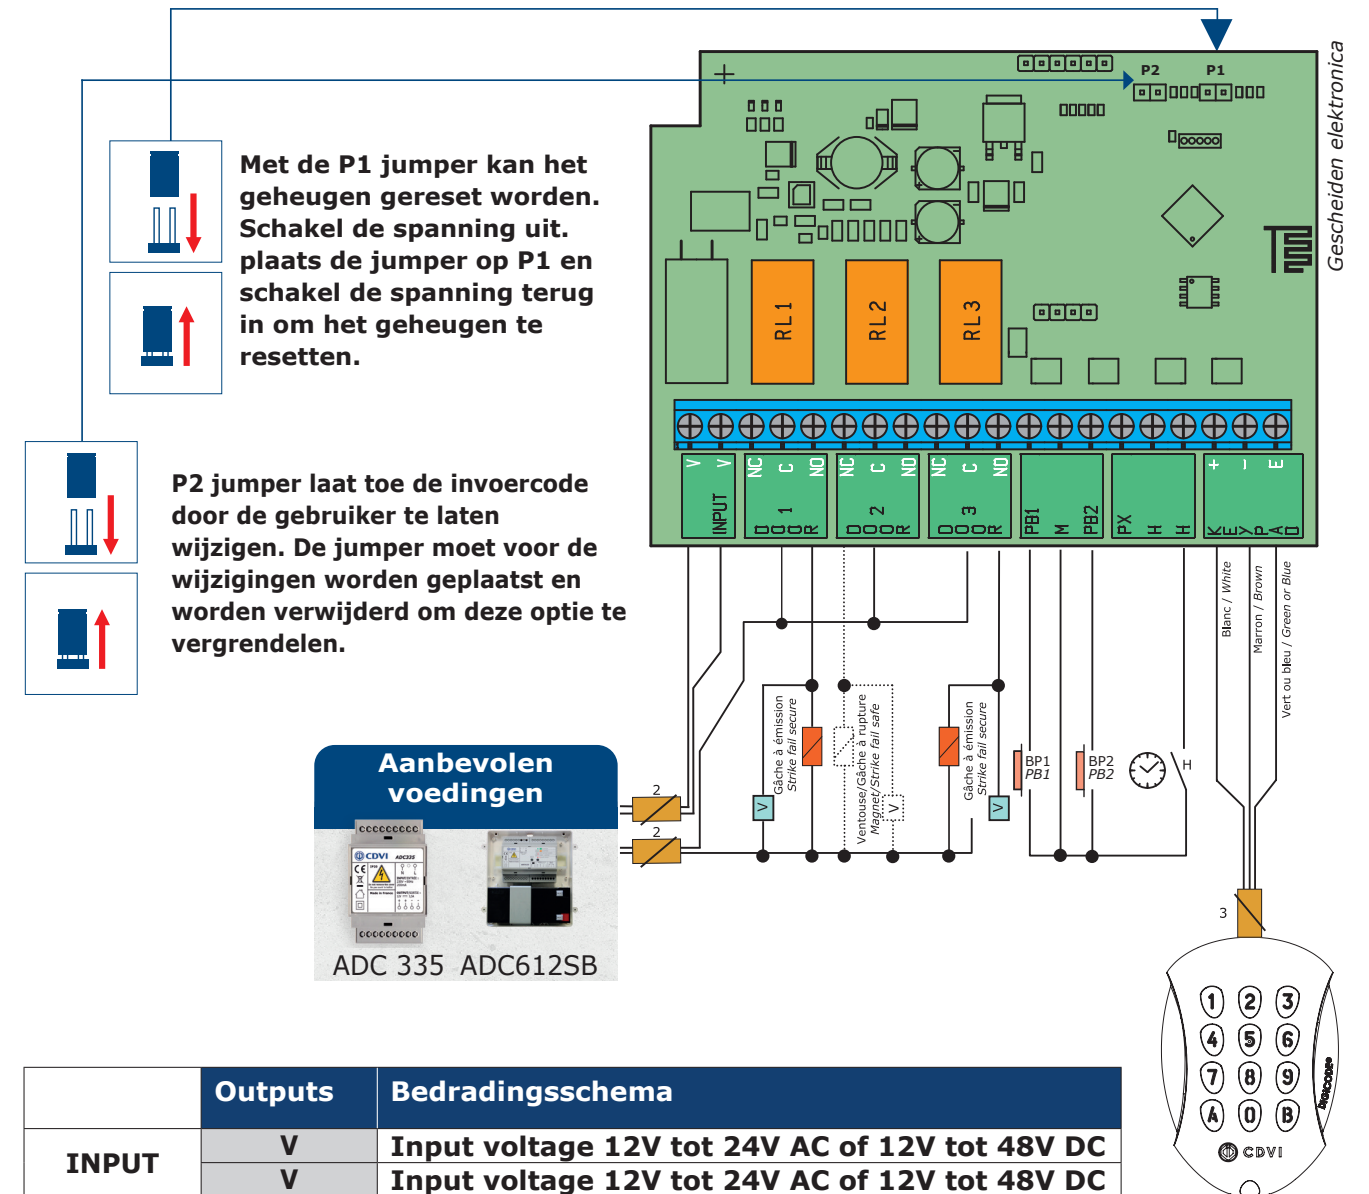 P2
P1
Gescheiden elektronica
Met de P1 jumper kan het
geheugen gereset worden.
Schakel de spanning uit.
plaats de jumper op P1 en
schakel de spanning terug
in om het geheugen te
resetten.
RL1
RL2
RL3
P2 jumper laat toe de invoercode
door de gebruiker te laten
wijzigen. De jumper moet voor de
wijzigingen worden geplaatst en
worden verwijderd om deze optie te
vergrendelen.
V V
INPUT
NC C NO
DOOR 1
NC C NO
DOOR 2
NC C NO
DOOR 3
PB1 M PB2
PX H H
+ - E
KEYPAD
Blanc / White
Marron / Brown
Vert ou bleu / Green or Blue
Gâche à émission
Strike fail secure
V
Ventouse/Gâche à rupture
Magnet/Strike fail safe
V
Gâche à émission
Strike fail secure
V
BP1
PB1
BP2
PB2
H
2
2
3
Aanbevolen
voedingen
CDVI ADC335
Made in France
ADC 335 ADC612SB
1 2 3
4 5 6
7 8 9
A 0 B
DIGICODE®
CDVI
Outputs Bedradingsschema
INPUT
V Input voltage 12V tot 24V AC of 12V tot 48V DC
V Input voltage 12V tot 24V AC of 12V tot 48V DC